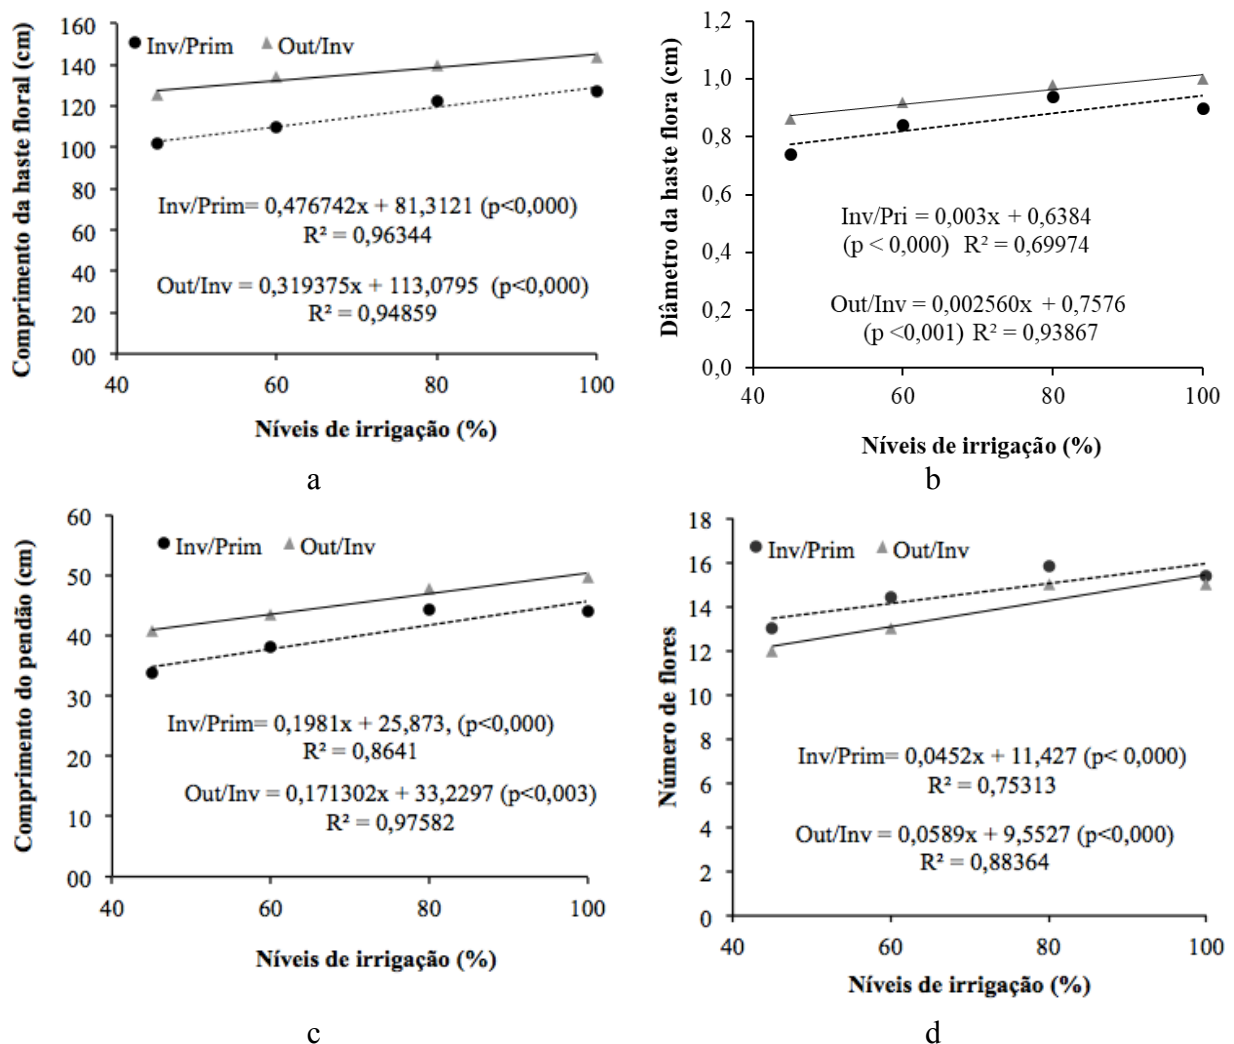 Comprimento da haste floral (cm)
160
140
120
100
80
60
40
20
00
Inv/Prim
Out/Inv
Inv/Prim= 0,476742x + 81,3121 (p<0,000)
R² = 0,96344
Out/Inv = 0,319375x + 113,0795 (p<0,000)
R² = 0,94859
40
60
80
100
Níveis de irrigação (%)
a
Diâmetro da haste flora (cm)
1,2
1,0
0,8
0,6
0,4
0,2
0,0
Inv/Pri = 0,003x + 0,6384
(p < 0,000) R² = 0,69974
Out/Inv = 0,002560x + 0,7576
(p <0,001) R² = 0,93867
40
60
80
100
Níveis de irrigação (%)
b
Comprimento do pendão (cm)
60
50
40
30
20
10
00
Inv/Prim
Out/Inv
Inv/Prim= 0,1981x + 25,873, (p<0,000)
R² = 0,8641
Out/Inv = 0,171302x + 33,2297 (p<0,003)
R² = 0,97582
40
60
80
100
Níveis de irrigação (%)
c
Número de flores
18
16
14
12
10
8
6
4
2
0
Inv/Prim
Out/Inv
Inv/Prim= 0,0452x + 11,427 (p< 0,000)
R² = 0,75313
Out/Inv = 0,0589x + 9,5527 (p<0,000)
R² = 0,88364
40
60
80
100
Níveis de irrigação (%)
d